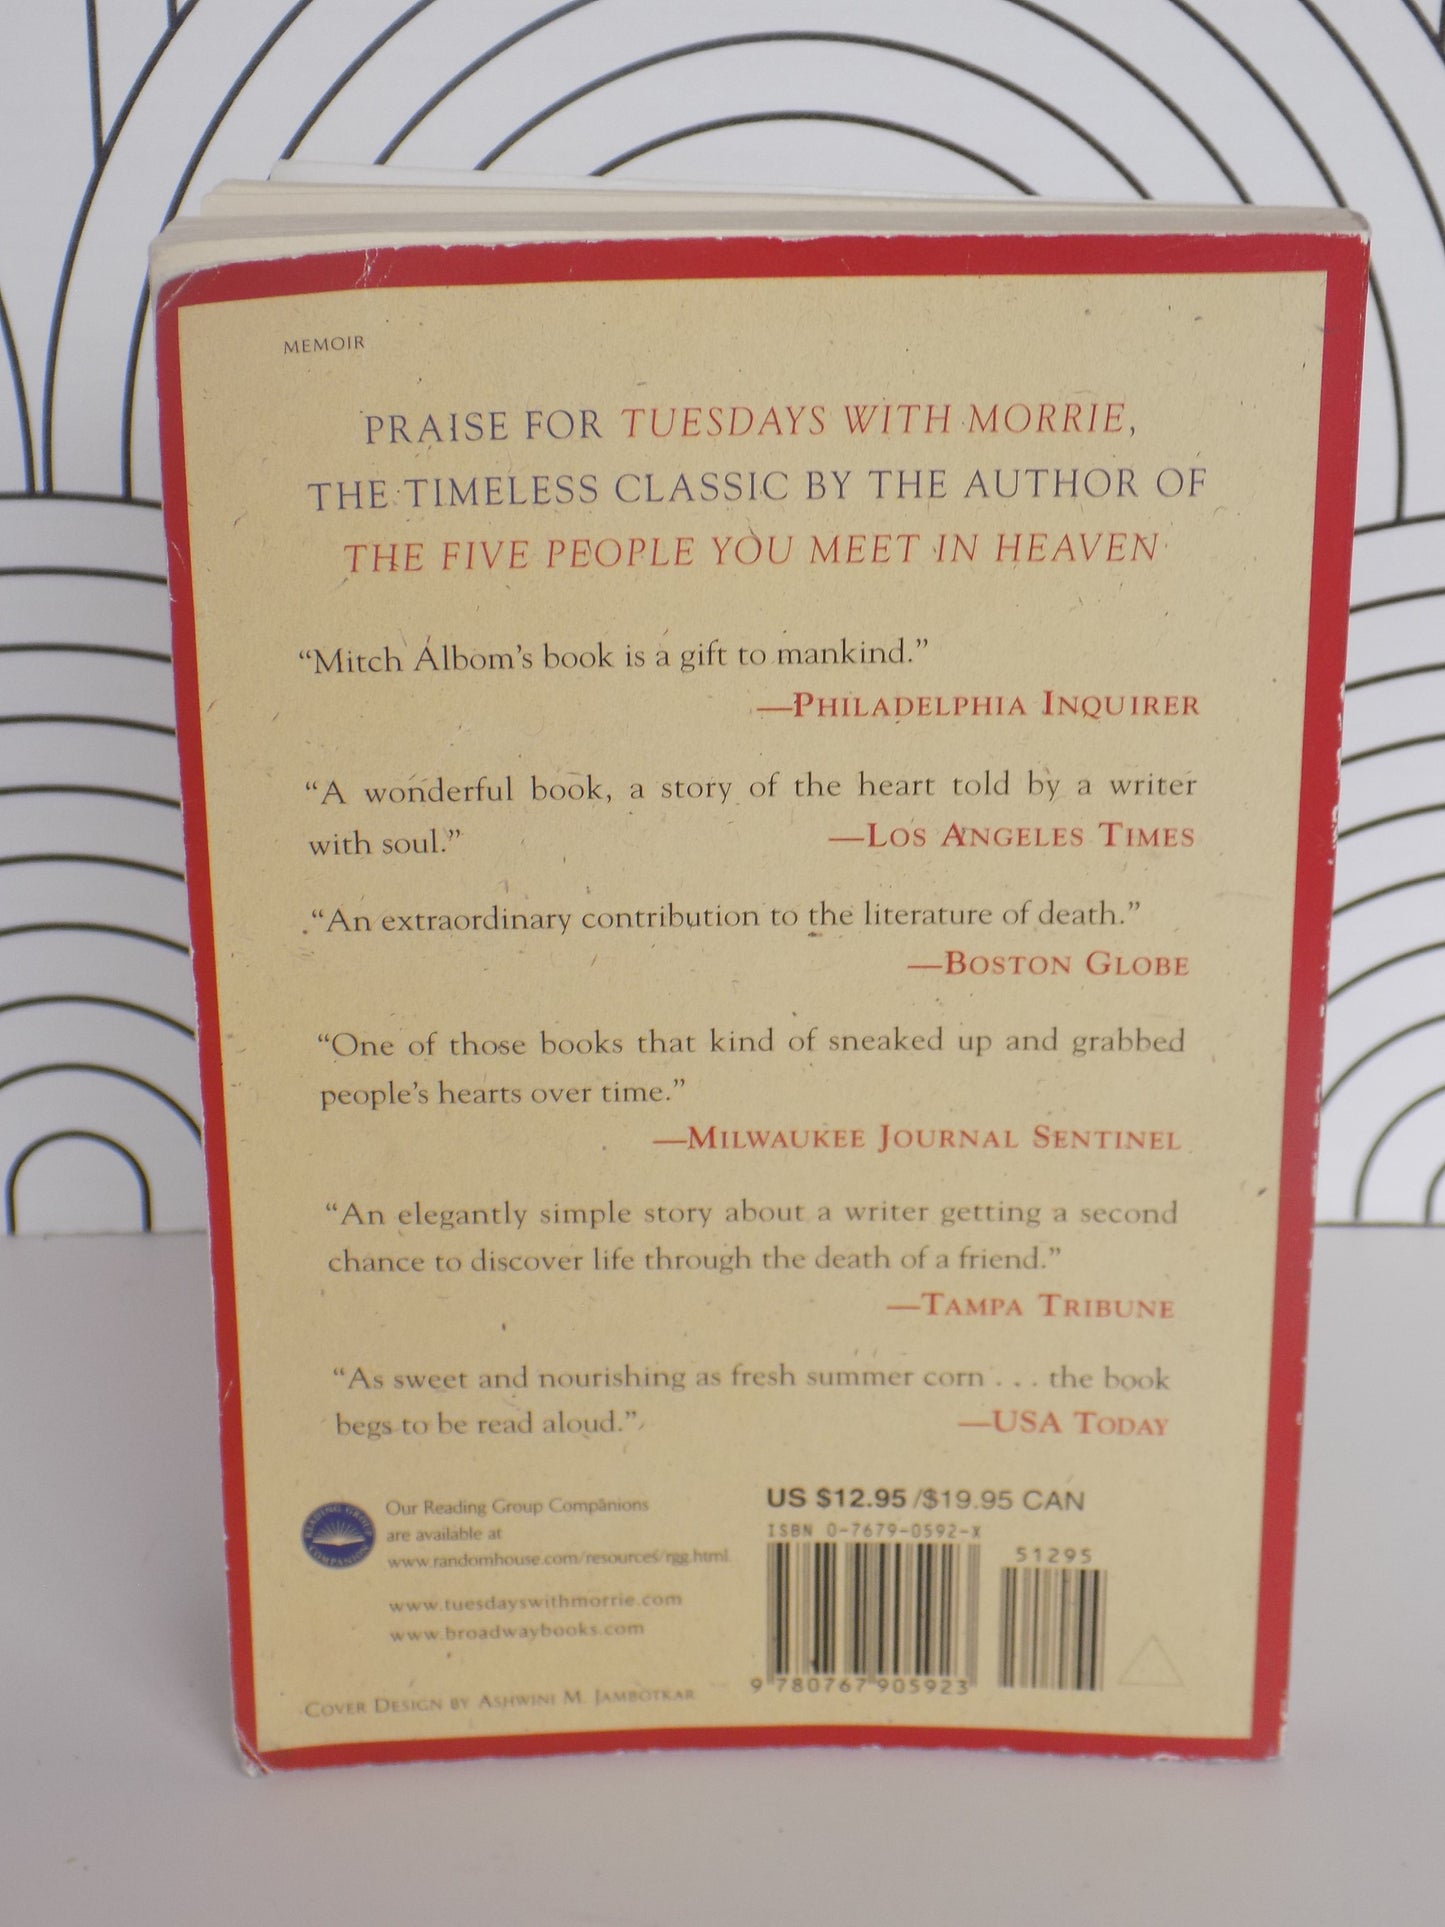 MEMOIR
PRAISE FOR TUESDAYS WITH MORRIE,
THE TIMELESS CLASSIC BY THE AUTHOR OF
THE FIVE PEOPLE YOU MEET IN HEAVEN
“Mitch Albom’s book is a gift to mankind.”
—PHILADELPHIA INQUIRER
“A wonderful book, a story of the heart told by a writer
with soul.” —LOS ANGELES TIMES
“An extraordinary contribution to the literature of death.”
—BOSTON GLOBE
“One of those books that kind of sneaked up and grabbed
people’s hearts over time.”
—MILWAUKEE JOURNAL SENTINEL
“An elegantly simple story about a writer getting a second
chance to discover life through the death of a friend.”
—TAMPA TRIBUNE
“As sweet and nourishing as fresh summer corn . . . the book
begs to be read aloud.” —USA TODAY
READING GROUP COMPANION
Our Reading Group Companions
are available at
www.randomhouse.com/resources/rgg.html
www.tuesdayswithmorrie.com
www.broadwaybooks.com
COVER DESIGN BY ASHWINI M. JAMBOTKAR
US $12.95/$19.95 CAN
ISBN 0-7679-0592-X
51295
9 780767 905923